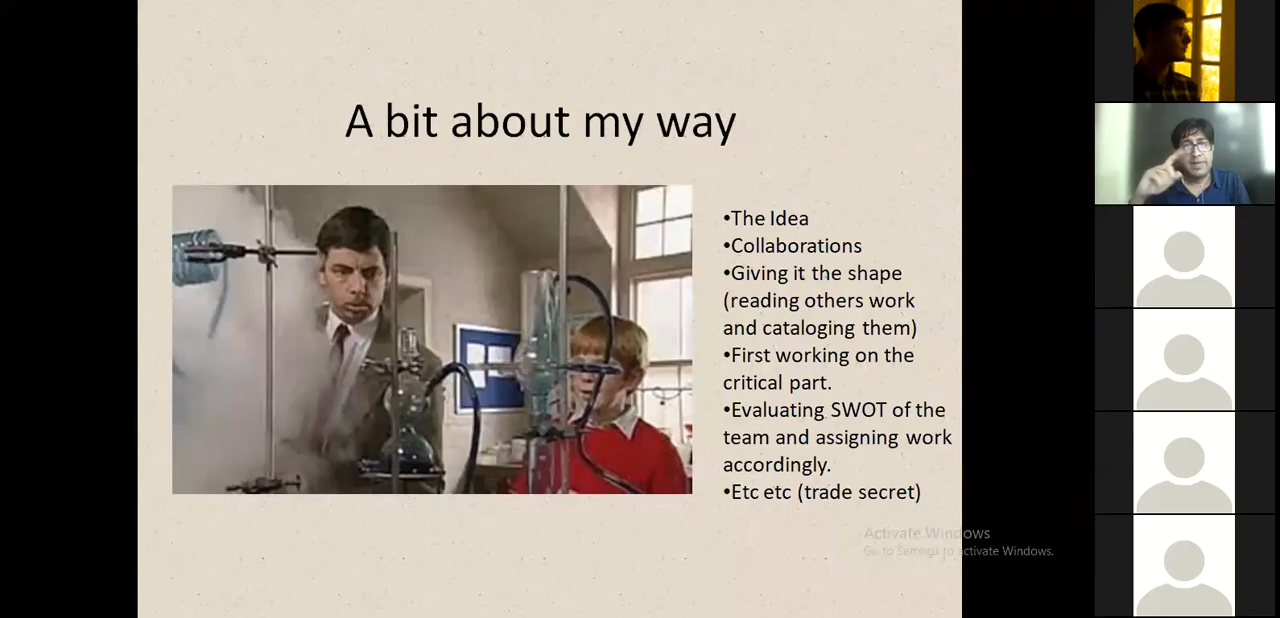 A bit about my way
•The Idea
•Collaborations
•Giving it the shape
(reading others work
and cataloging them)
•First working on the
critical part.
•Evaluating SWOT of the
team and assigning work
accordingly.
•Etc etc (trade secret)
Activate Windows
Go to Settings to activate Windows.